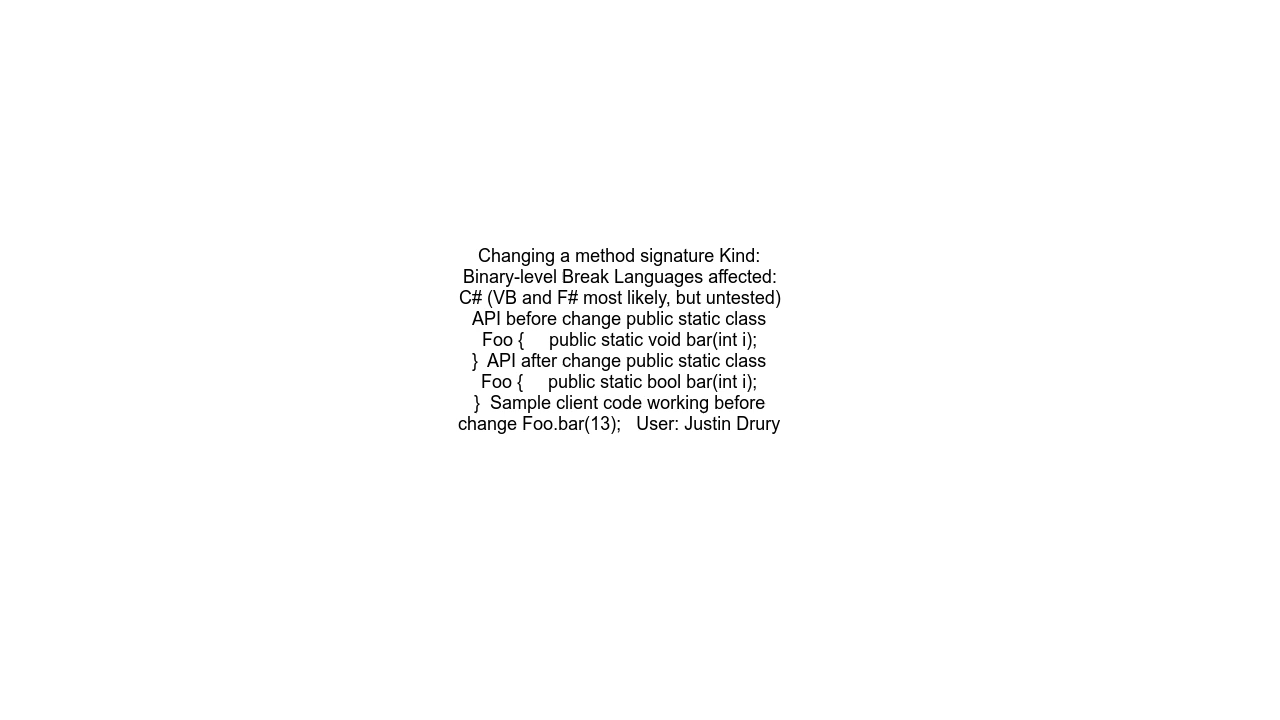 Changing a method signature Kind:
Binary-level Break Languages affected:
C# (VB and F# most likely, but untested)
API before change public static class
Foo {     public static void bar(int i);
}  API after change public static class
Foo {     public static bool bar(int i);
}  Sample client code working before
change Foo.bar(13);   User: Justin Drury